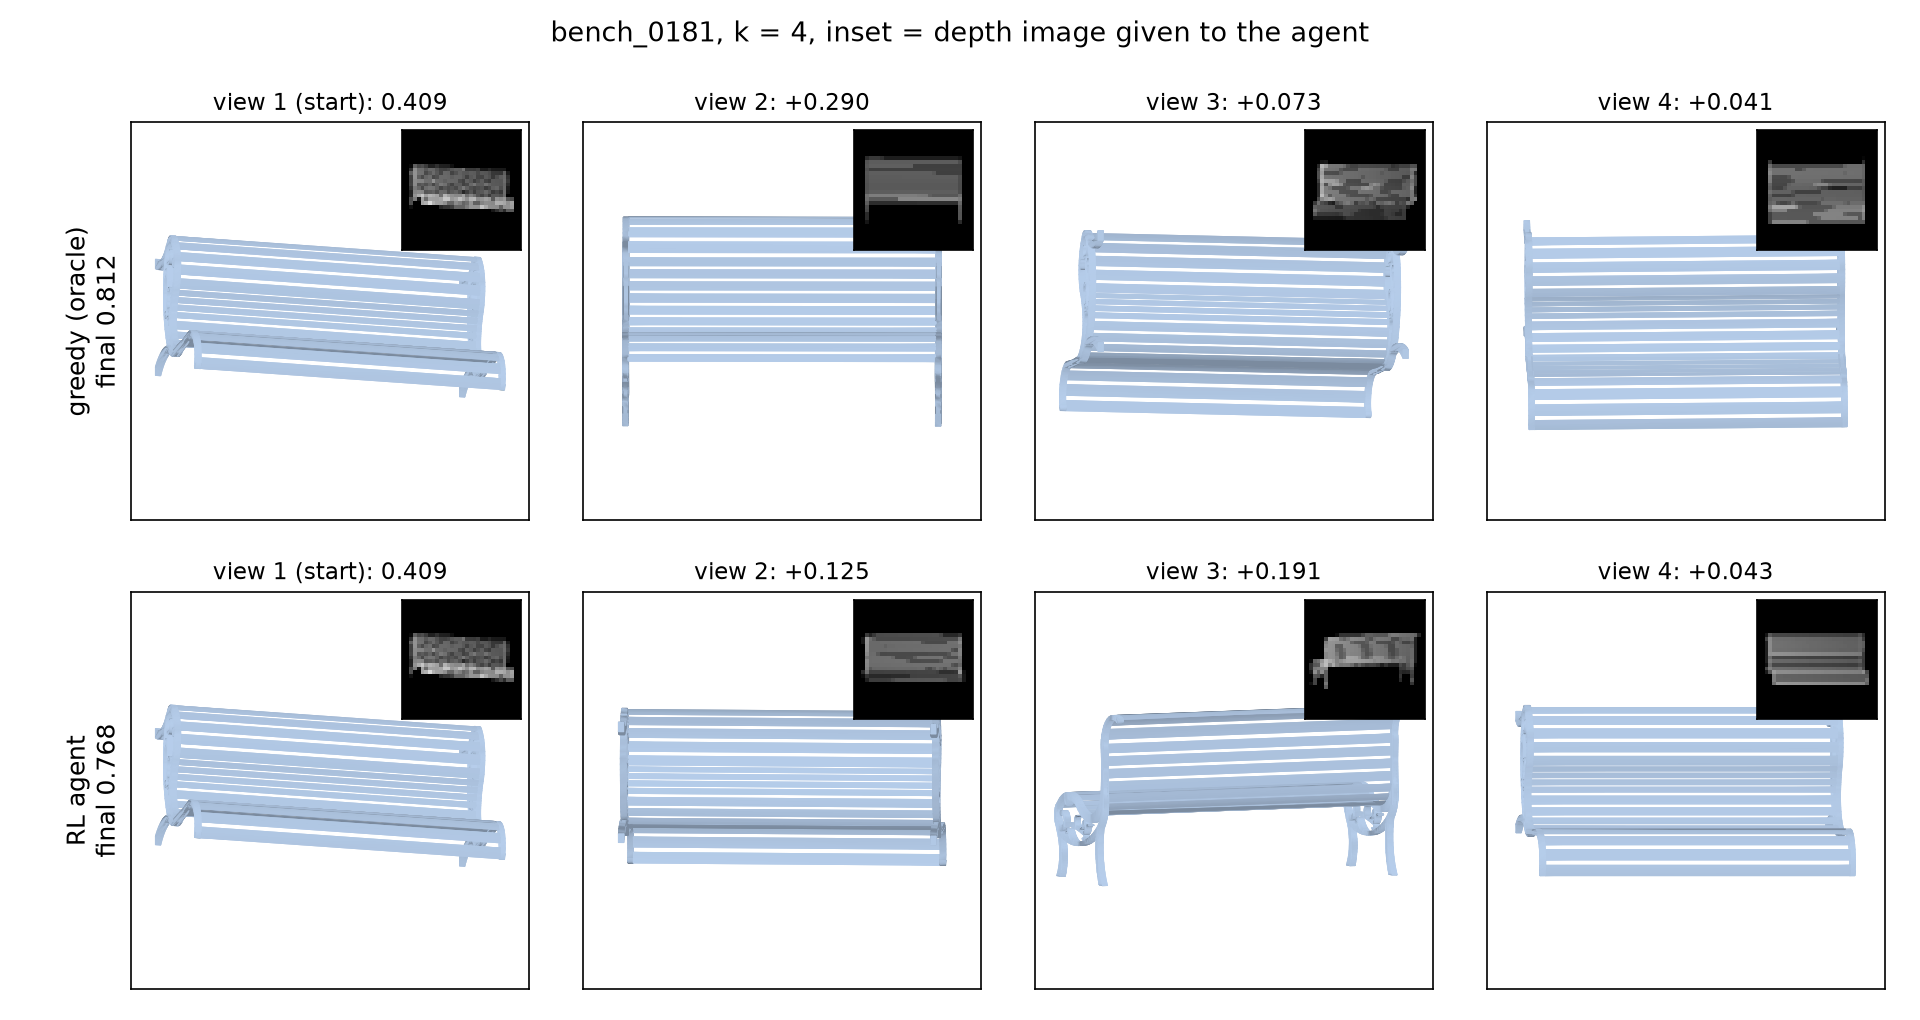 bench_0181, k = 4, inset = depth image given to the agent
view 1 (start): 0.409
view 2: +0.290
view 3: +0.073
view 4: +0.041
greedy (oracle)
final 0.812
view 1 (start): 0.409
view 2: +0.125
view 3: +0.191
view 4: +0.043
RL agent
final 0.768